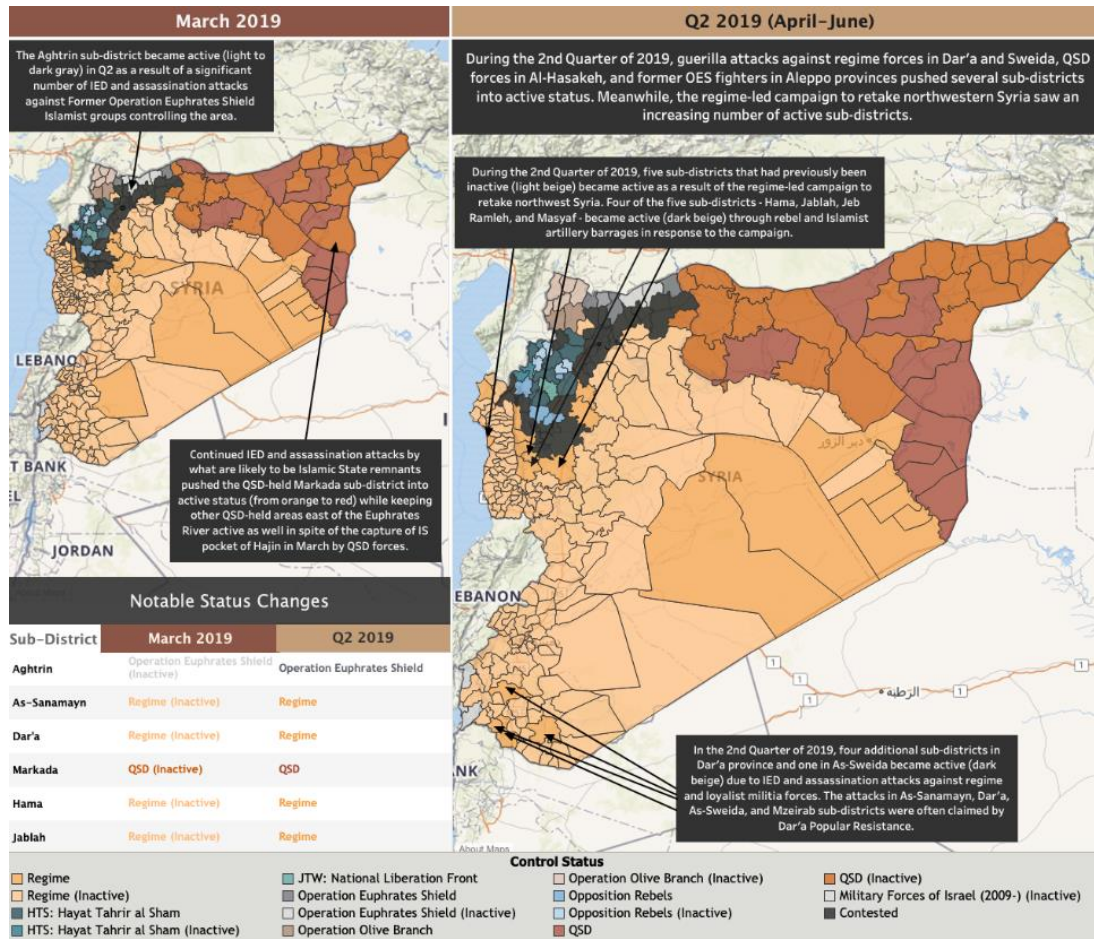 March 2019
The Aghtrin sub-district became active (light to
dark gray) in Q2 as a result of a significant
number of IED and assassination attacks
against Former Operation Euphrates Shield
Islamist groups controlling the area.
SYRIA
LEBANO
T BANK
EL
JORDAN
Continued IED and assassination attacks by
what are likely to be Islamic State remnants
pushed the QSD-held Markada sub-district into
active status (from orange to red) while keeping
other QSD-held areas east of the Euphrates
River active as well in spite of the capture of IS
pocket of Hajin in March by QSD forces.
Notable Status Changes
Sub-District March 2019 Q2 2019
Aghtrin Operation Euphrates Shield (Inactive) Operation Euphrates Shield
As-Sanamayn Regime (Inactive) Regime
Dar'a Regime (Inactive) Regime
Markada QSD (Inactive) QSD
Hama Regime (Inactive) Regime
Jablah Regime (Inactive) Regime
Q2 2019 (April-June)
During the 2nd Quarter of 2019, guerilla attacks against regime forces in Dar'a and Sweida, QSD
forces in Al-Hasakeh, and former OES fighters in Aleppo provinces pushed several sub-districts
into active status. Meanwhile, the regime-led campaign to retake northwestern Syria saw an
increasing number of active sub-districts.
During the 2nd Quarter of 2019, five sub-districts that had previously been
inactive (light beige) became active as a result of the regime-led campaign to
retake northwest Syria. Four of the five sub-districts - Hama, Jablah, Jeb
Ramleh, and Masyaf - became active (dark beige) through rebel and Islamist
artillery barrages in response to the campaign.
دير الزور
SYRIA
EBANON
1
1
1
الرطبة
NK
In the 2nd Quarter of 2019, four additional sub-districts in
Dar'a province and one in As-Sweida became active (dark
beige) due to IED and assassination attacks against regime
and loyalist militia forces. The attacks in As-Sanamayn, Dar'a,
As-Sweida, and Mzeirab sub-districts were often claimed by
Dar'a Popular Resistance.
About Maps
Control Status
Regime
Regime (Inactive)
HTS: Hayat Tahrir al Sham
HTS: Hayat Tahrir al Sham (Inactive)
JTW: National Liberation Front
Operation Euphrates Shield
Operation Euphrates Shield (Inactive)
Operation Olive Branch
Operation Olive Branch (Inactive)
Opposition Rebels
Opposition Rebels (Inactive)
QSD
QSD (Inactive)
Military Forces of Israel (2009-) (Inactive)
Contested